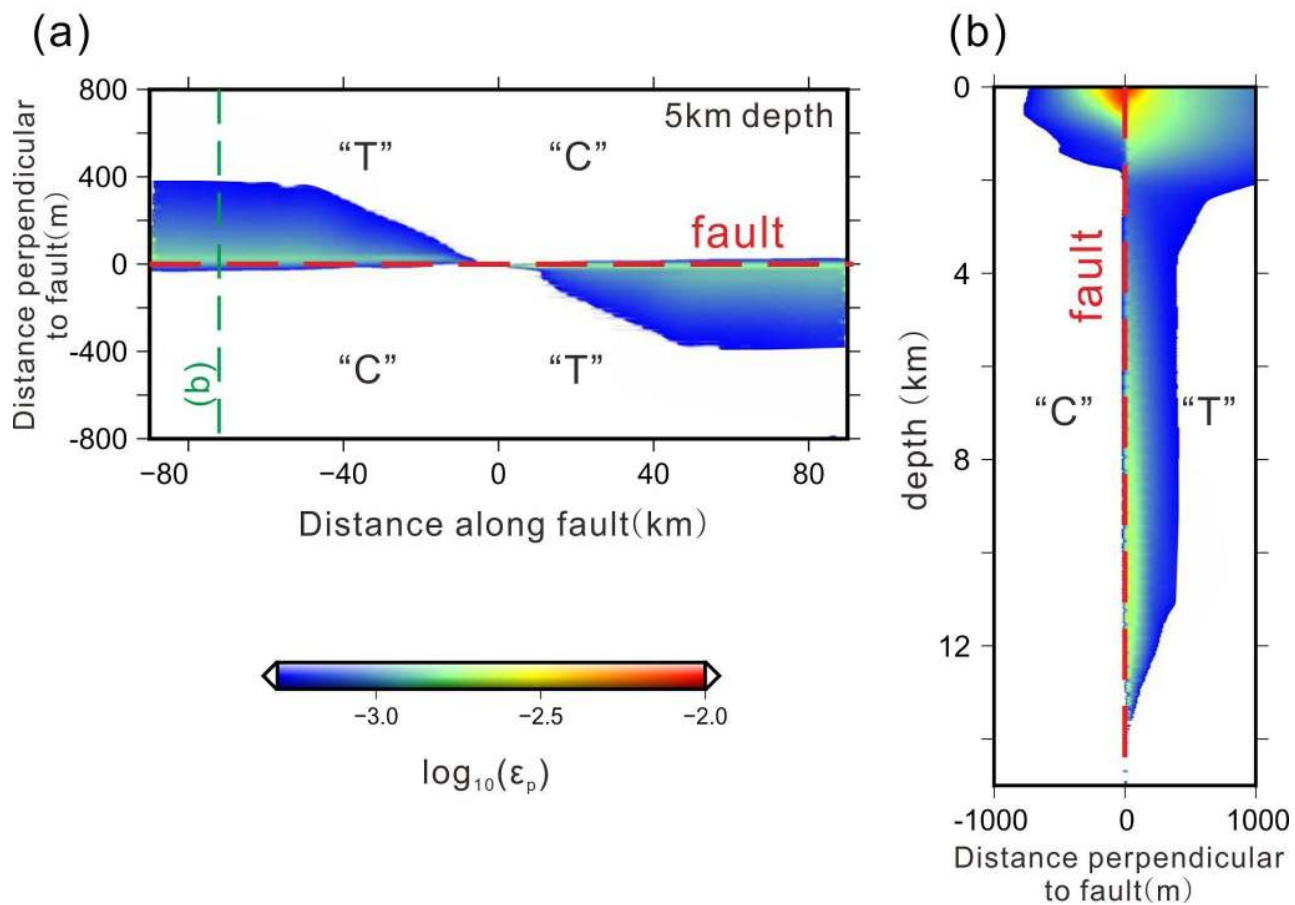 (a)
800
400
0
-400
-800
Distance perpendicular
to fault(m)
5km depth
“T”
“C”
fault
“C”
“T”
(b)
−80
−40
0
40
80
Distance along fault(km)
−3.0
−2.5
−2.0
log₁₀(εₚ)
(b)
0
4
8
12
depth (km)
fault
“C”
“T”
-1000
0
1000
Distance perpendicular
to fault(m)